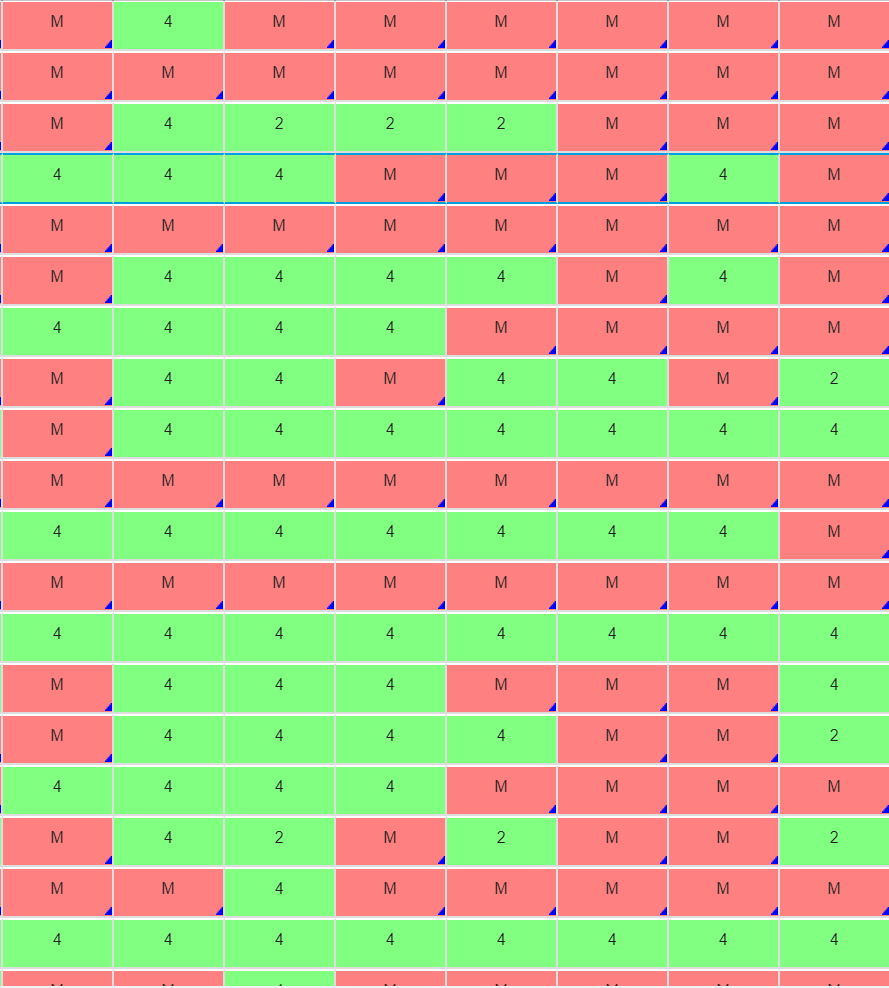 M 4 M M M M M M
M M M M M M M M
M 4 2 2 2 M M M
4 4 4 M M M 4 M
M M M M M M M M
M 4 4 4 4 M 4 M
4 4 4 4 M M M M
M 4 4 M 4 4 M 2
M 4 4 4 4 4 4 4
M M M M M M M M
4 4 4 4 4 4 4 M
M M M M M M M M
4 4 4 4 4 4 4 4
M 4 4 4 M M M 4
M 4 4 4 4 M M 2
4 4 4 4 M M M M
M 4 2 M 2 M M 2
M M 4 M M M M M
4 4 4 4 4 4 4 4